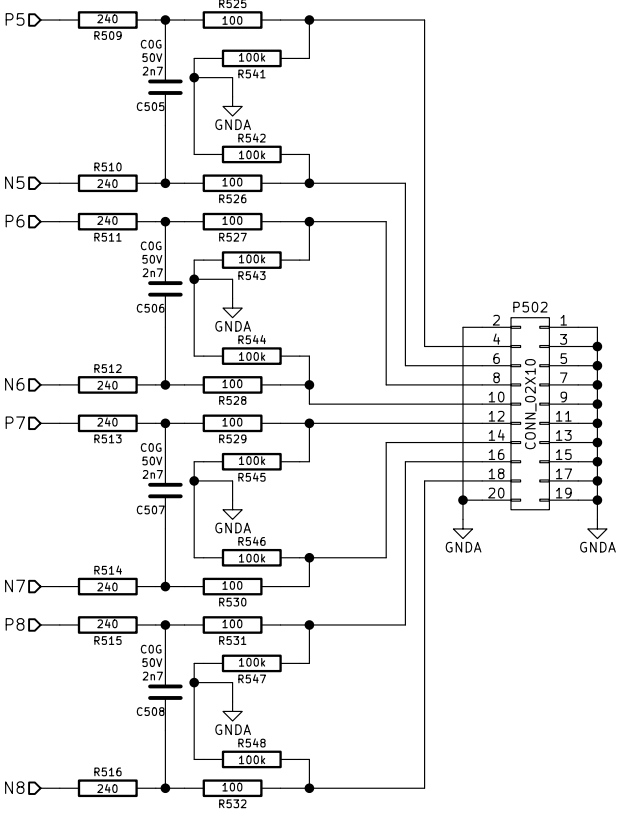 R525
P5 240 100
R509
C0G
50V 100k
2n7 R541
C505
GNDA
R542
100k
R510
N5 240 100
R526
P6 240 100
R511 R527
C0G
50V 100k
2n7 R543
C506
GNDA
R544
100k
R512
N6 240 100
R528
P7 240 100
R513 R529
C0G
50V 100k
2n7 R545
C507
GNDA
R546
100k
R514
N7 240 100
R530
P8 240 100
R515 R531
C0G
50V 100k
2n7 R547
C508
GNDA
R548
100k
R516
N8 240 100
R532
P502
CONN_02X10
2 1
4 3
6 5
8 7
10 9
12 11
14 13
16 15
18 17
20 19
GNDA GNDA